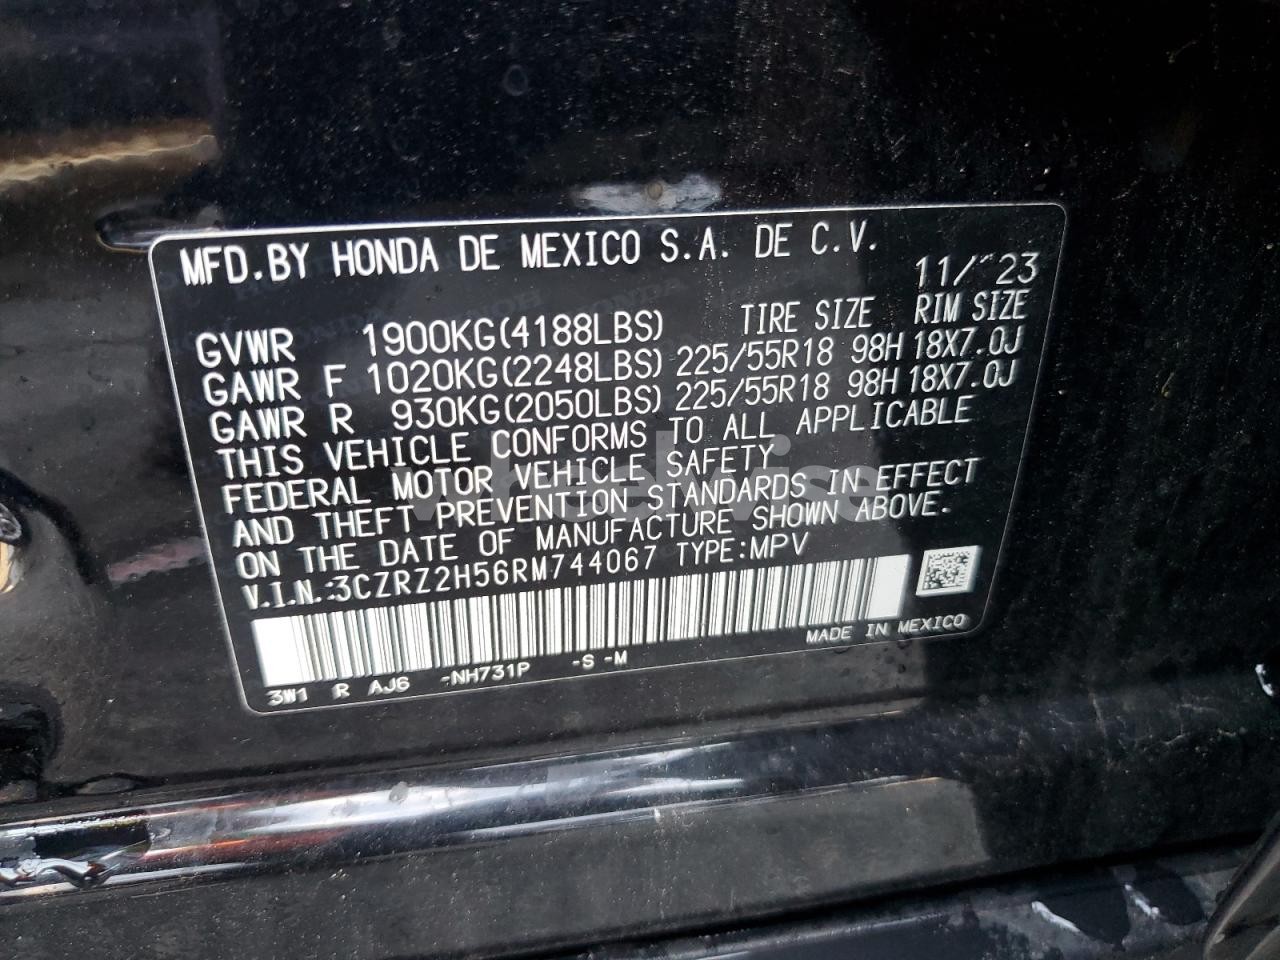 MFD.BY HONDA DE MEXICO S.A. DE C.V.
11/23
GVWR 1900KG(4188LBS) TIRE SIZE RIM SIZE
GAWR F 1020KG(2248LBS) 225/55R18 98H 18X7.0J
GAWR R 930KG(2050LBS) 225/55R18 98H 18X7.0J
THIS VEHICLE CONFORMS TO ALL APPLICABLE
FEDERAL MOTOR VEHICLE SAFETY
AND THEFT PREVENTION STANDARDS IN EFFECT
ON THE DATE OF MANUFACTURE SHOWN ABOVE.
V.I.N.:3CZRZ2H56RM744067 TYPE:MPV
MADE IN MEXICO
3W1 R AJ6 -NH731P -S -M
wheelwise